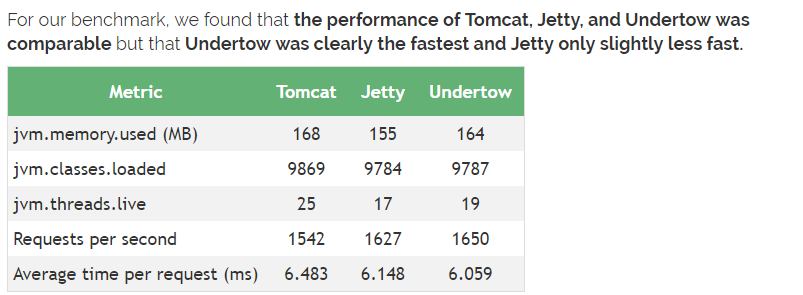 For our benchmark, we found that the performance of Tomcat, Jetty, and Undertow was
comparable but that Undertow was clearly the fastest and Jetty only slightly less fast.
Metric Tomcat Jetty Undertow
jvm.memory.used (MB) 168 155 164
jvm.classes.loaded 9869 9784 9787
jvm.threads.live 25 17 19
Requests per second 1542 1627 1650
Average time per request (ms) 6.483 6.148 6.059